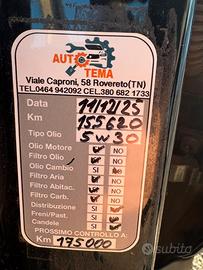 AUTO TEMA
Viale Caproni, 58 Rovereto(TN)
TEL.0464 942092 CEL.380 682 1733
Data 11/12/25
Km 155620
Tipo Olio 5W30
Olio Motore SI NO
Filtro Olio SI NO
Olio Cambio SI NO
Filtro Aria SI NO
Filtro Abitac. SI NO
Filtro Carb. SI NO
Distribuzione SI NO
Freni/Past. SI NO
Candele SI NO
PROSSIMO CONTROLLO A:
Km 175000
subito